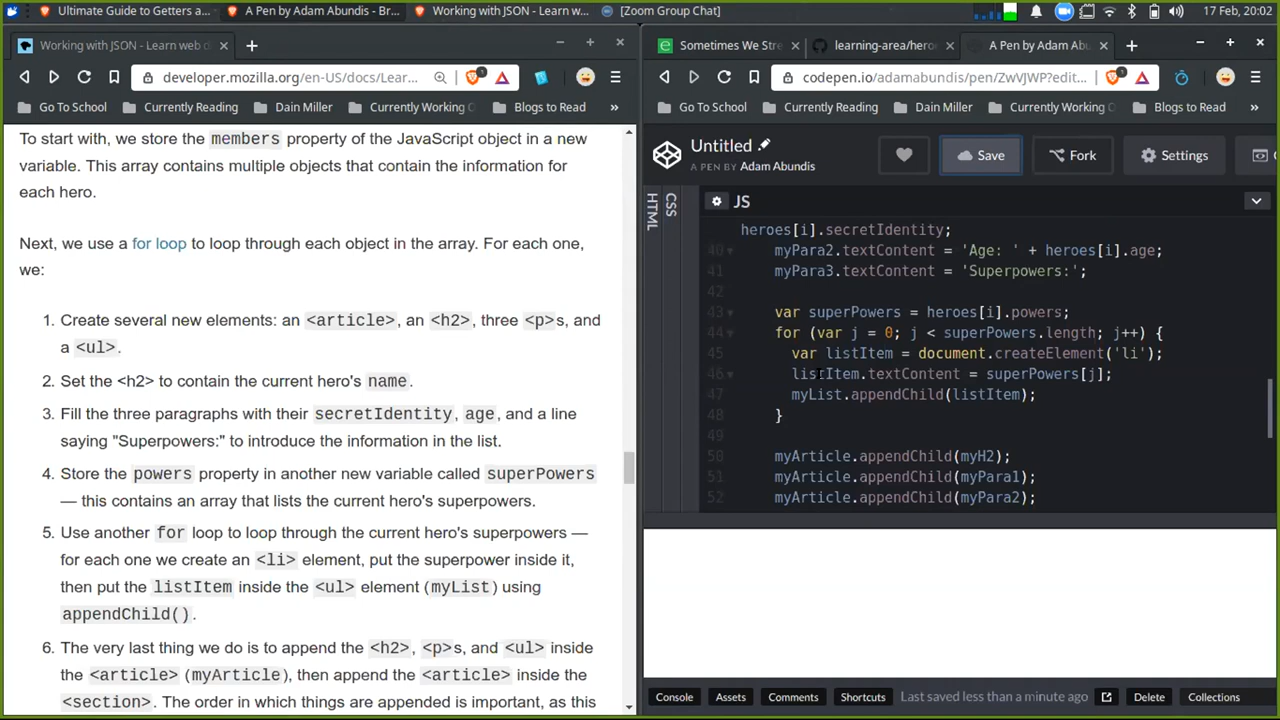 Ultimate Guide to Getters a...
A Pen by Adam Abundis - Br...
Working with JSON - Learn w...
[Zoom Group Chat]
17 Feb, 20:02
Working with JSON - Learn web d
developer.mozilla.org/en-US/docs/Lear...
Go To School
Currently Reading
Dain Miller
Currently Working O
Blogs to Read
To start with, we store the members property of the JavaScript object in a new
variable. This array contains multiple objects that contain the information for
each hero.
Next, we use a for loop to loop through each object in the array. For each one,
we:
1. Create several new elements: an <article>, an <h2>, three <p>s, and
a <ul>.
2. Set the <h2> to contain the current hero's name.
3. Fill the three paragraphs with their secretIdentity, age, and a line
saying "Superpowers:" to introduce the information in the list.
4. Store the powers property in another new variable called superPowers
— this contains an array that lists the current hero's superpowers.
5. Use another for loop to loop through the current hero's superpowers —
for each one we create an <li> element, put the superpower inside it,
then put the listItem inside the <ul> element (myList) using
appendChild().
6. The very last thing we do is to append the <h2>, <p>s, and <ul> inside
the <article> (myArticle), then append the <article> inside the
<section>. The order in which things are appended is important, as this
Sometimes We Stre
learning-area/heroe
A Pen by Adam Abu
codepen.io/adamabundis/pen/ZwVJWP?edit...
Go To School
Currently Reading
Dain Miller
Currently Working
Blogs to Read
Untitled
A PEN BY Adam Abundis
Save
Fork
Settings
HTML
CSS
JS
heroes[i].secretIdentity;
40 myPara2.textContent = 'Age: ' + heroes[i].age;
41 myPara3.textContent = 'Superpowers:';
42
43 var superPowers = heroes[i].powers;
44 for (var j = 0; j < superPowers.length; j++) {
45 var listItem = document.createElement('li');
46 listItem.textContent = superPowers[j];
47 myList.appendChild(listItem);
48 }
49
50 myArticle.appendChild(myH2);
51 myArticle.appendChild(myPara1);
52 myArticle.appendChild(myPara2);
Console
Assets
Comments
Shortcuts
Last saved less than a minute ago
Delete
Collections